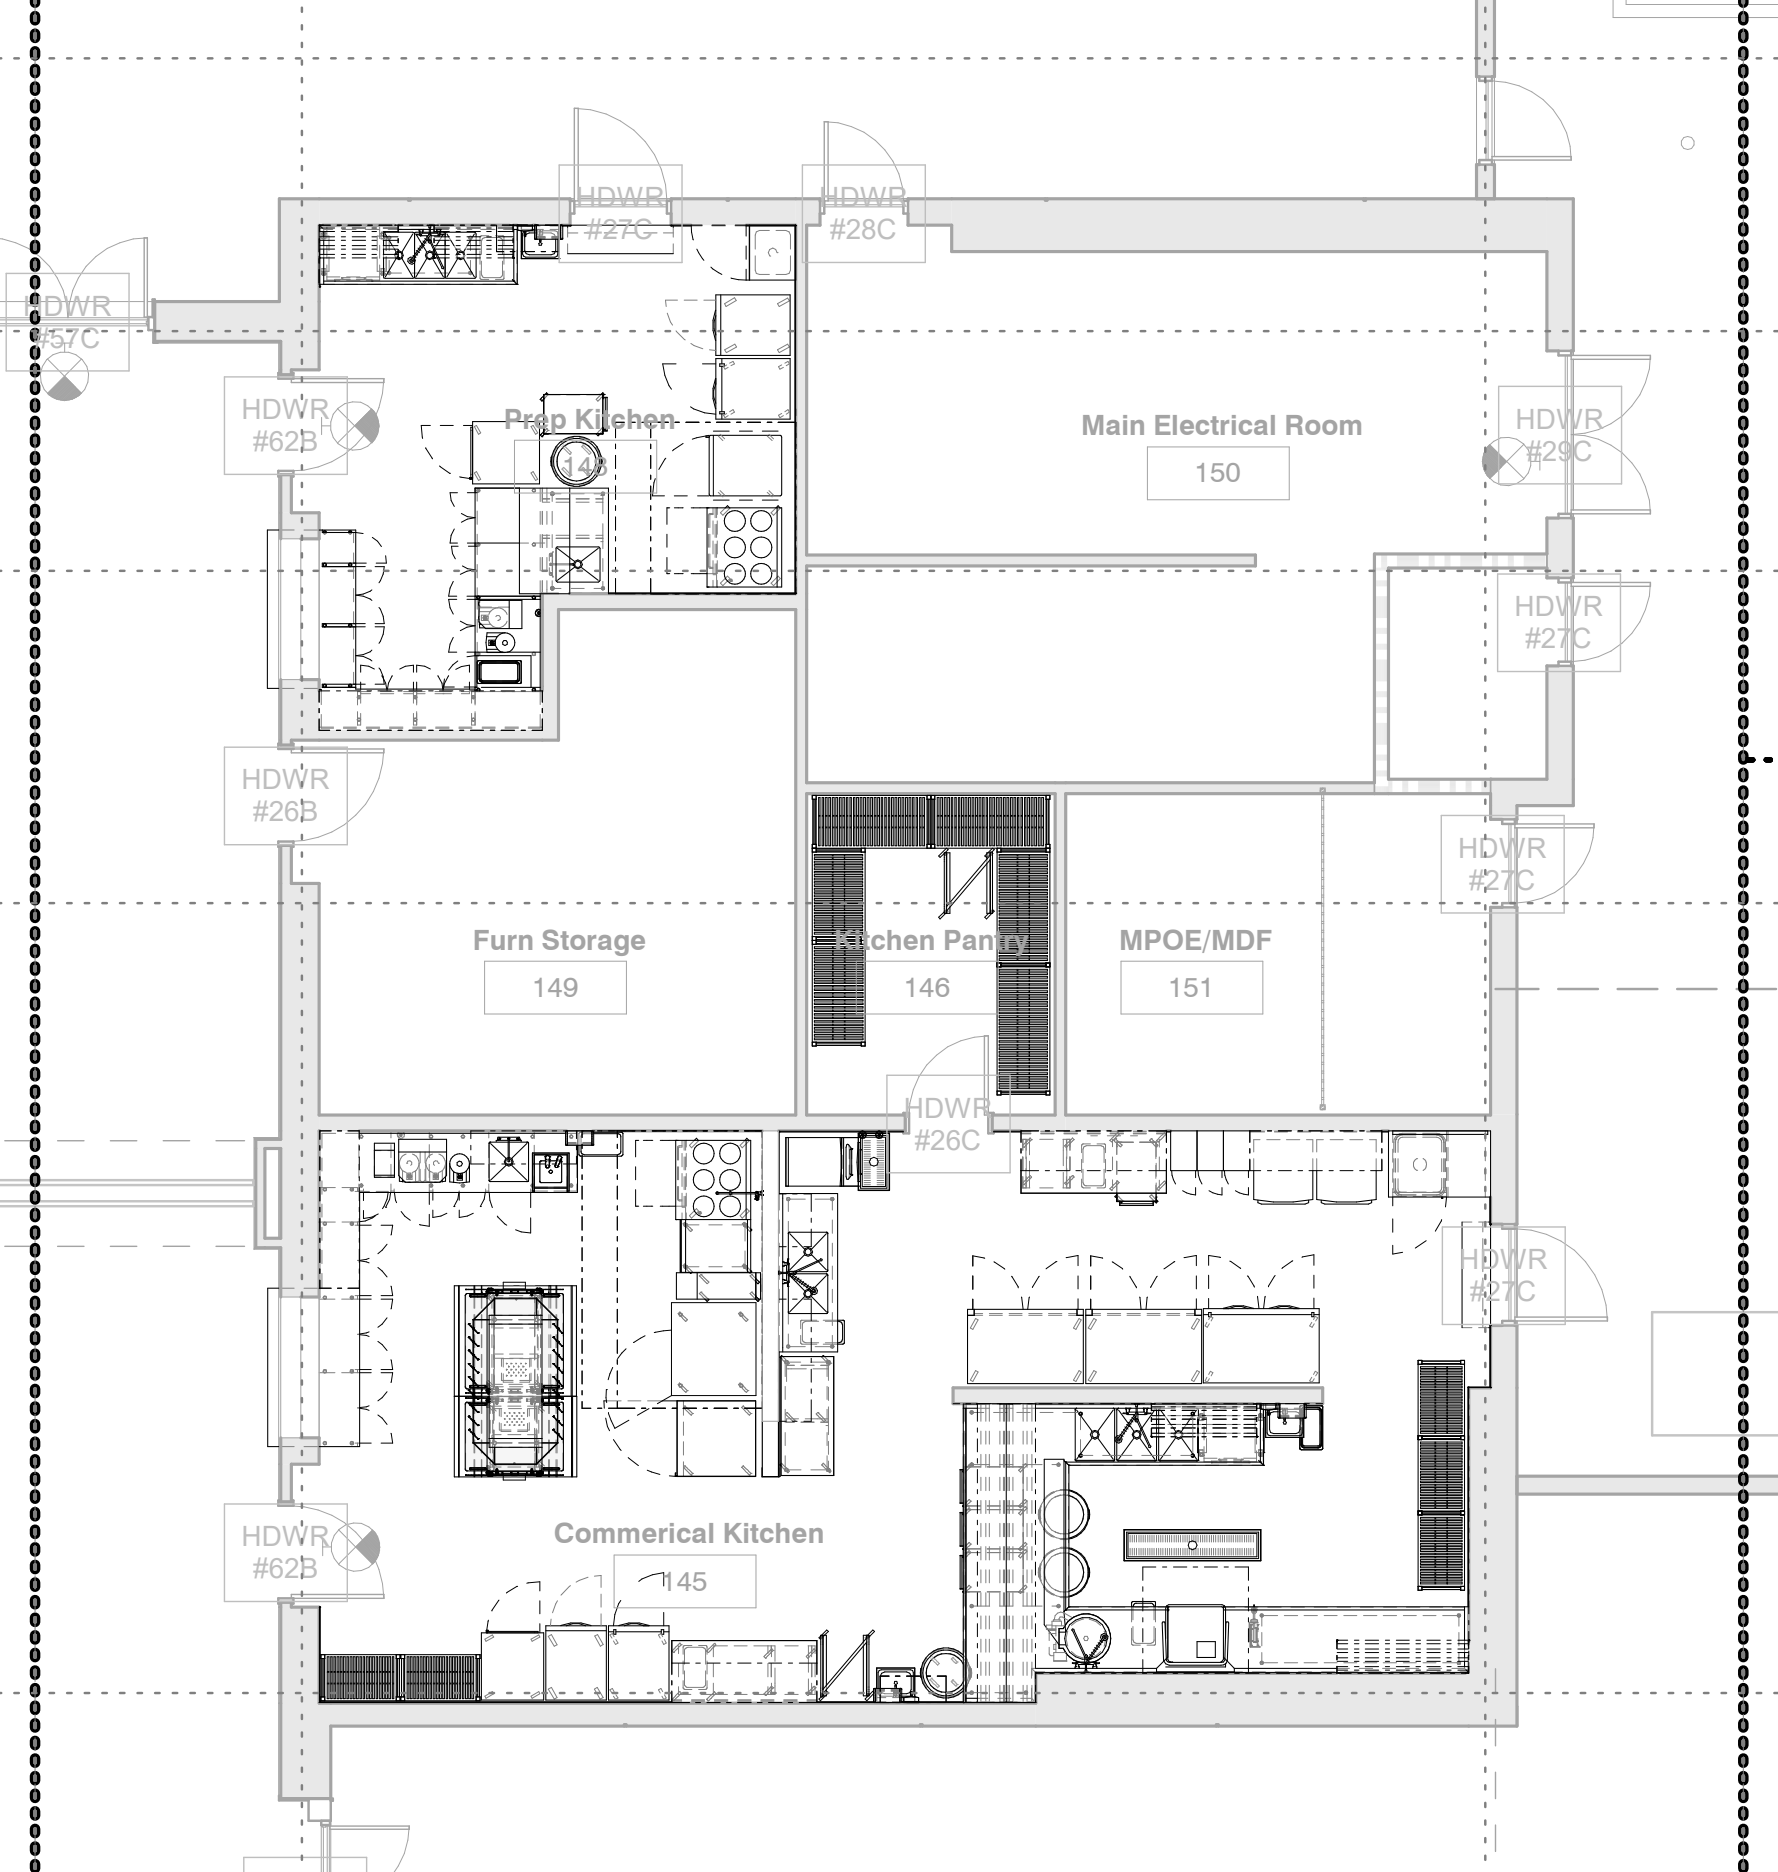 HDWR
#27C
HDWR
#28C
HDWR
#57C
HDWR
#62B
Prep Kitchen
148
Main Electrical Room
150
HDWR
#29C
HDWR
#27C
HDWR
#26B
HDWR
#27C
Furn Storage
149
Kitchen Pantry
146
MPOE/MDF
151
HDWR
#26C
HDWR
#27C
HDWR
#62B
Commerical Kitchen
145